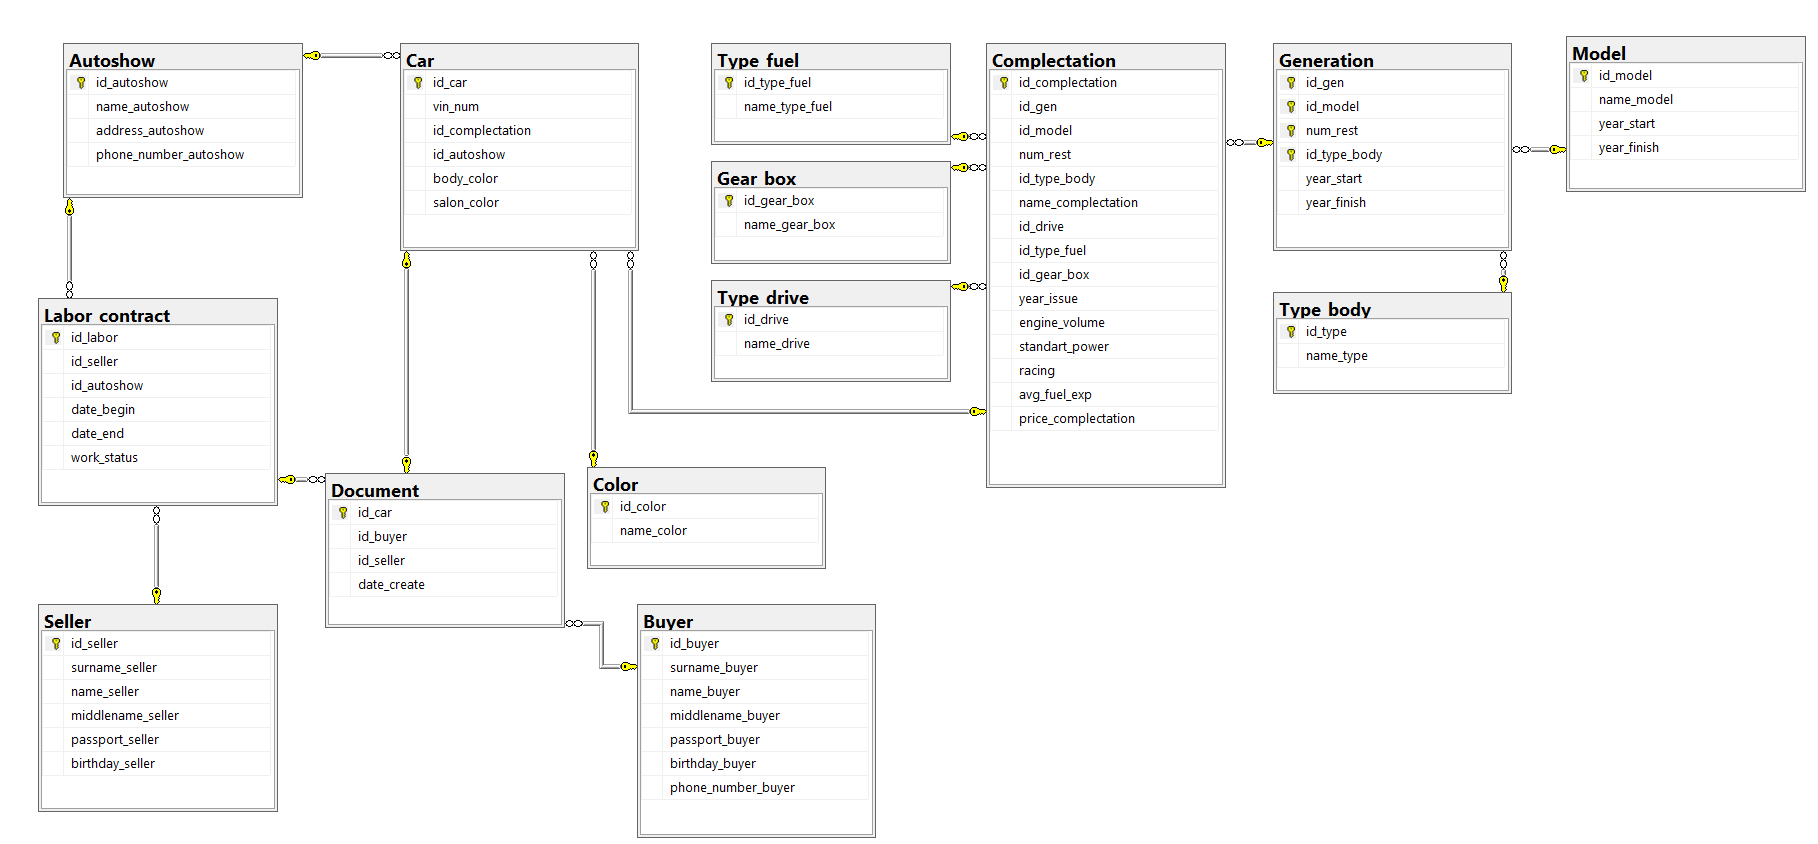 Autoshow
id_autoshow
name_autoshow
address_autoshow
phone_number_autoshow
Car
id_car
vin_num
id_complectation
id_autoshow
body_color
salon_color
Type fuel
id_type_fuel
name_type_fuel
Gear box
id_gear_box
name_gear_box
Type drive
id_drive
name_drive
Complectation
id_complectation
id_gen
id_model
num_rest
id_type_body
name_complectation
id_drive
id_type_fuel
id_gear_box
year_issue
engine_volume
standart_power
racing
avg_fuel_exp
price_complectation
Generation
id_gen
id_model
num_rest
id_type_body
year_start
year_finish
Model
id_model
name_model
year_start
year_finish
Type body
id_type
name_type
Labor contract
id_labor
id_seller
id_autoshow
date_begin
date_end
work_status
Document
id_car
id_buyer
id_seller
date_create
Color
id_color
name_color
Seller
id_seller
surname_seller
name_seller
middlename_seller
passport_seller
birthday_seller
Buyer
id_buyer
surname_buyer
name_buyer
middlename_buyer
passport_buyer
birthday_buyer
phone_number_buyer